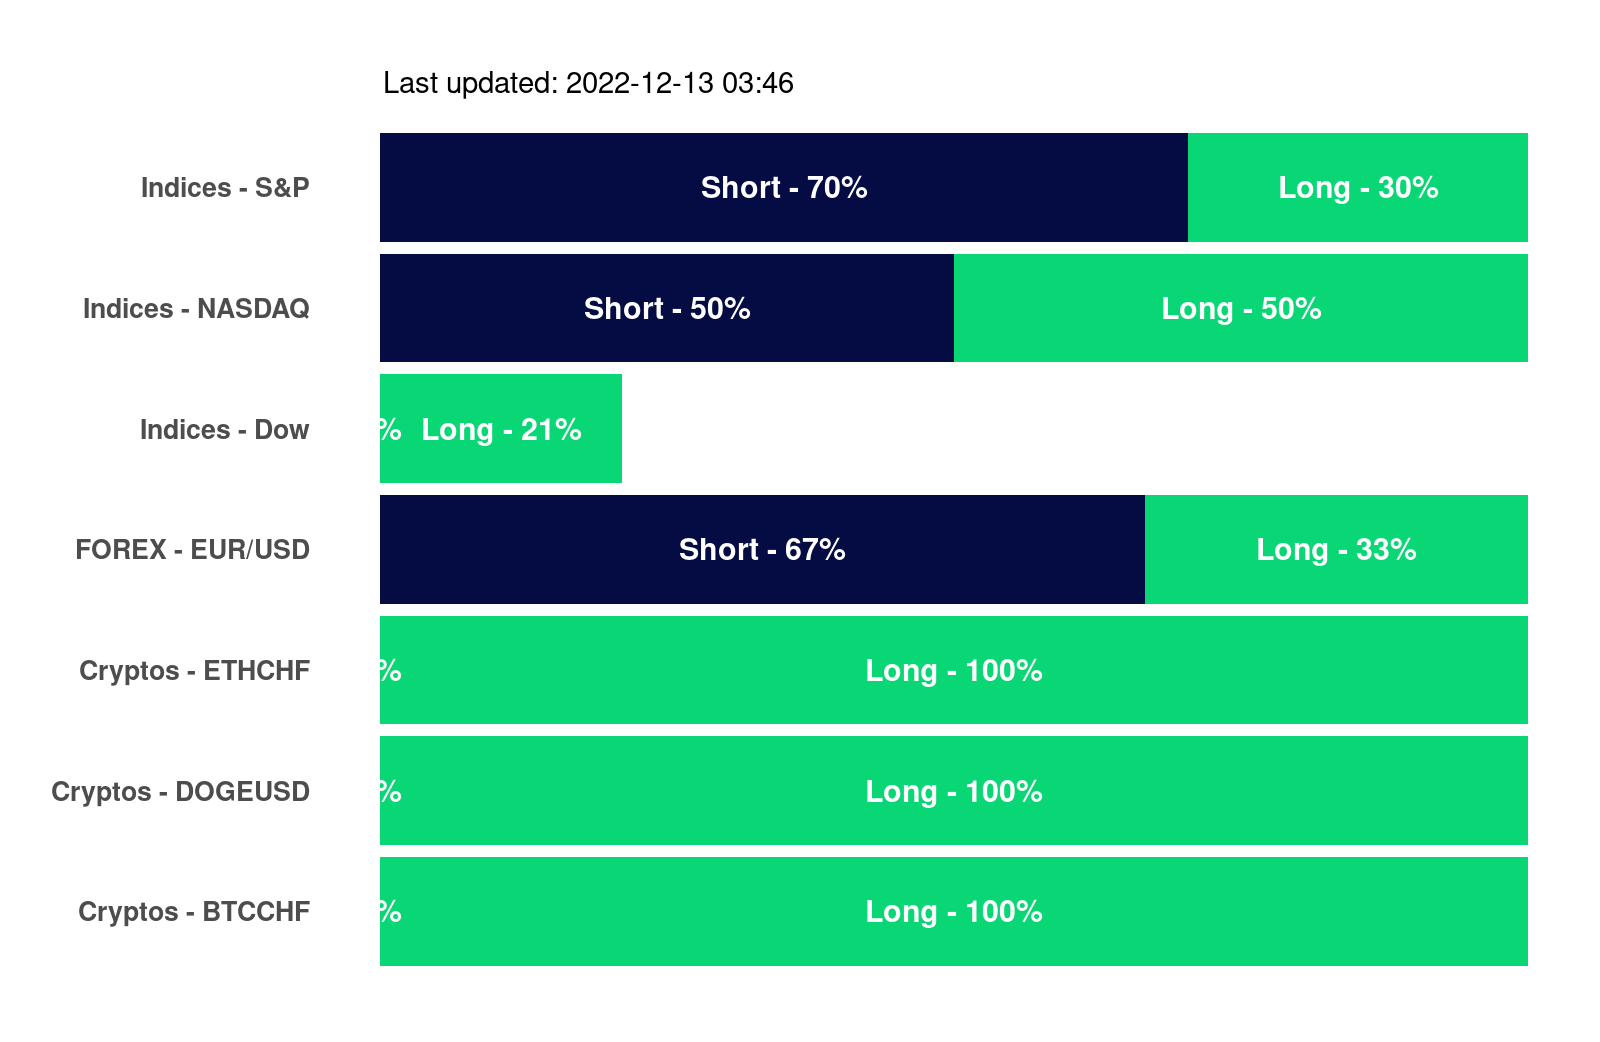 Last updated: 2022-12-13 03:46
Indices - S&P Short - 70% Long - 30%
Indices - NASDAQ Short - 50% Long - 50%
Indices - Dow % Long - 21%
FOREX - EUR/USD Short - 67% Long - 33%
Cryptos - ETHCHF % Long - 100%
Cryptos - DOGEUSD % Long - 100%
Cryptos - BTCCHF % Long - 100%